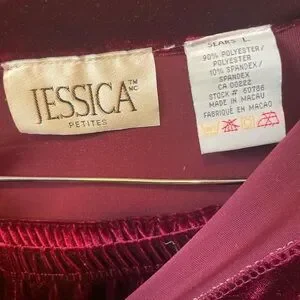 JESSICA
TM
MC
PETITES
SEARS L
90% POLYESTER/
POLYESTER
10% SPANDEX/
SPANDEX
CA 00222
STOCK # 60786
MADE IN MACAU
FABRIQUÉ EN MACAO